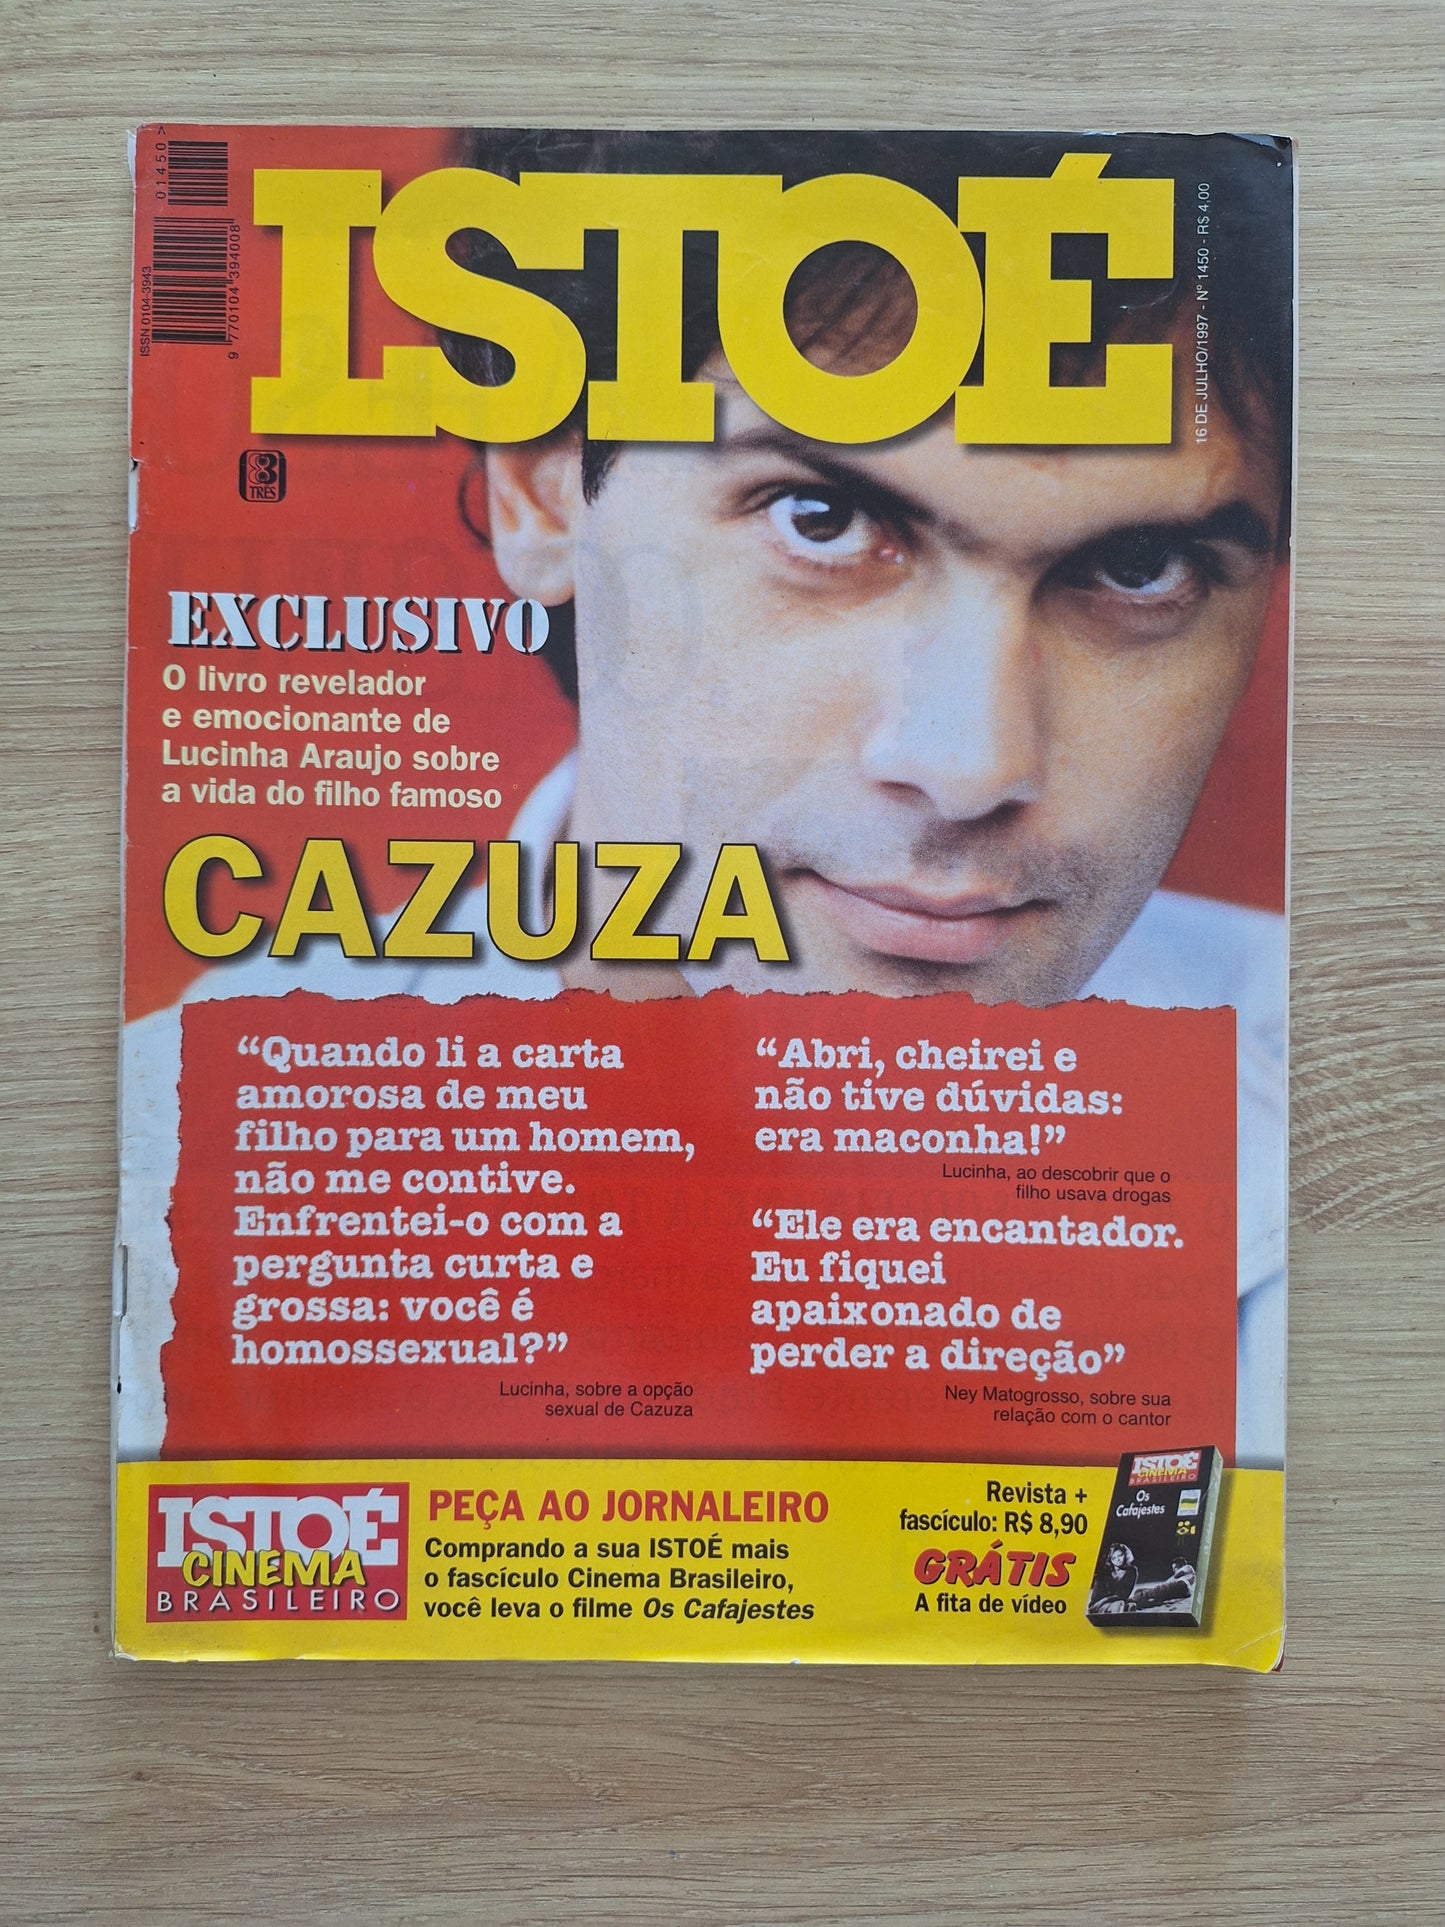 01450 >
ISSN 0104-3943
9 770104 394008
ISTOÉ
16 DE JULHO/1997 - Nº 1450 - R$ 4,00
TRÊS
EXCLUSIVO
O livro revelador
e emocionante de
Lucinha Araujo sobre
a vida do filho famoso
CAZUZA
“Quando li a carta
amorosa de meu
filho para um homem,
não me contive.
Enfrentei-o com a
pergunta curta e
grossa: você é
homossexual?”
Lucinha, sobre a opção
sexual de Cazuza
“Abri, cheirei e
não tive dúvidas:
era maconha!”
Lucinha, ao descobrir que o
filho usava drogas
“Ele era encantador.
Eu fiquei
apaixonado de
perder a direção”
Ney Matogrosso, sobre sua
relação com o cantor
ISTOÉ
CINEMA
BRASILEIRO
PEÇA AO JORNALEIRO
Comprando a sua ISTOÉ mais
o fascículo Cinema Brasileiro,
você leva o filme Os Cafajestes
Revista +
fascículo: R$ 8,90
GRÁTIS
A fita de vídeo
ISTOÉ
CINEMA
BRASILEIRO
Os
Cafajestes